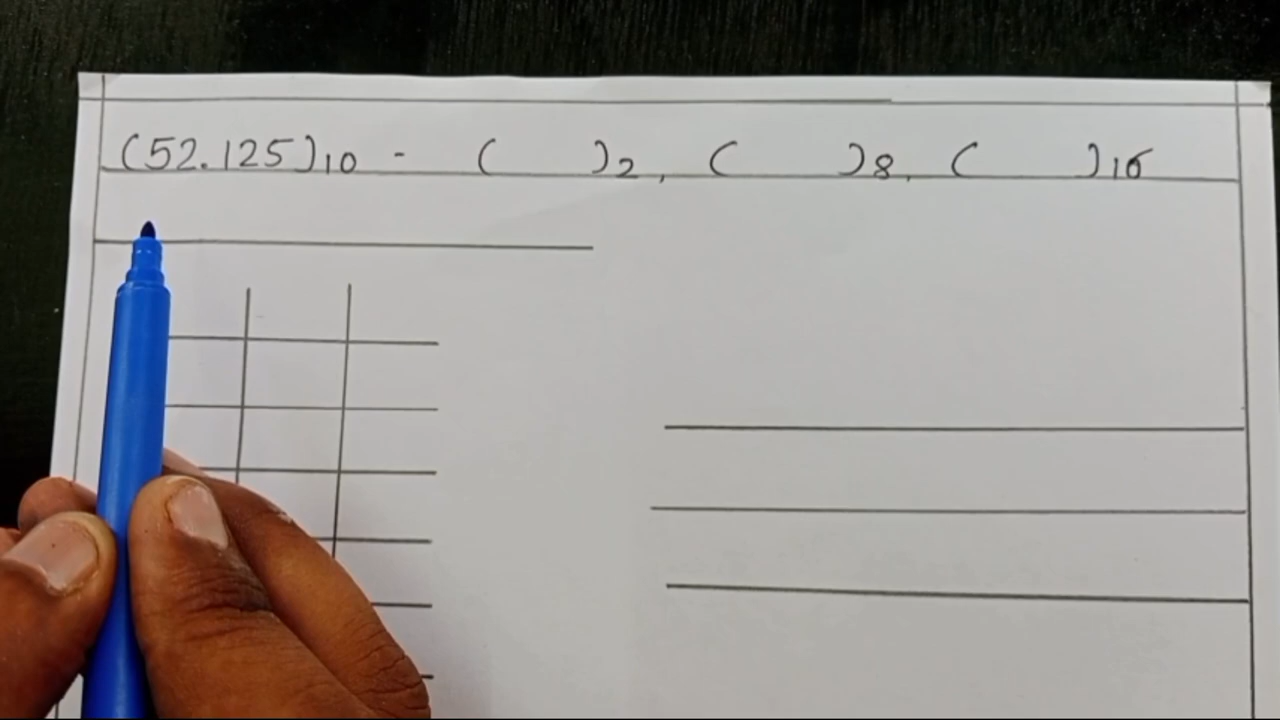 (52.125)10 - (      )2, (      )8, (      )16